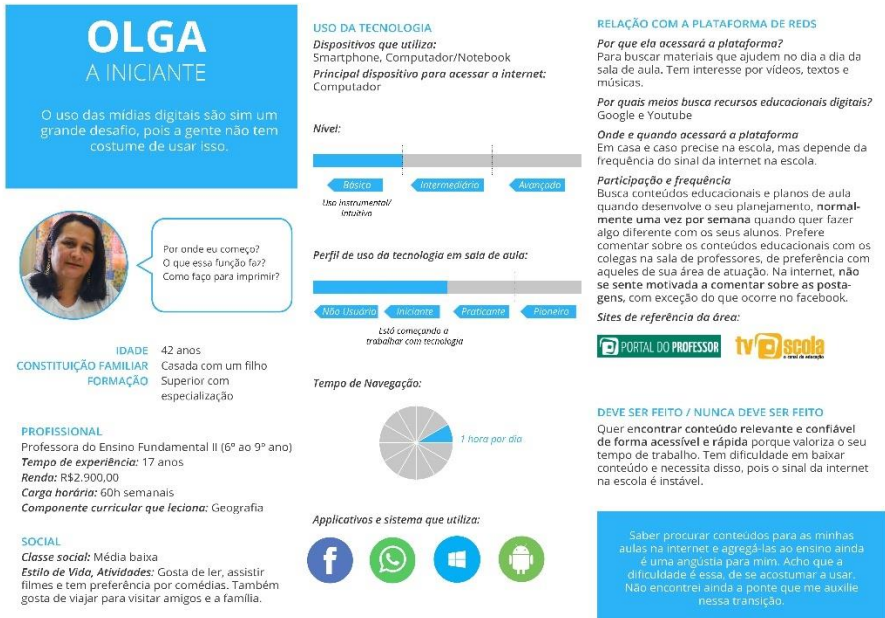 OLGA
A INICIANTE
O uso das mídias digitais são sim um
grande desafio, pois a gente não tem
costume de usar isso.
Por onde eu começo?
O que essa função faz?
Como faço para imprimir?
IDADE 42 anos
CONSTITUIÇÃO FAMILIAR Casada com um filho
FORMAÇÃO Superior com
especialização
PROFISSIONAL
Professora do Ensino Fundamental II (6º ao 9º ano)
Tempo de experiência: 17 anos
Renda: R$2.900,00
Carga horária: 60h semanais
Componente curricular que leciona: Geografia
SOCIAL
Classe social: Média baixa
Estilo de Vida, Atividades: Gosta de ler, assistir
filmes e tem preferência por comédias. Também
gosta de viajar para visitar amigos e a família.
USO DA TECNOLOGIA
Dispositivos que utiliza:
Smartphone, Computador/Notebook
Principal dispositivo para acessar a internet:
Computador
Nível:
Básico Intermediário Avançado
Uso instrumental/
Intuitivo
Perfil de uso da tecnologia em sala de aula:
Não Usuário Iniciante Praticante Pioneiro
Está começando a
trabalhar com tecnologia
Tempo de Navegação:
1 hora por dia
Applicativos e sistema que utiliza:
f
RELAÇÃO COM A PLATAFORMA DE REDS
Por que ela acessará a plataforma?
Para buscar materiais que ajudem no dia a dia da
sala de aula. Tem interesse por vídeos, textos e
músicas.
Por quais meios busca recursos educacionais digitais?
Google e Youtube
Onde e quando acessará a plataforma
Em casa e caso precise na escola, mas depende da
frequência do sinal da internet na escola.
Participação e frequência
Busca conteúdos educacionais e planos de aula
quando desenvolve o seu planejamento, normal-
mente uma vez por semana quando quer fazer
algo diferente com os seus alunos. Prefere
comentar sobre os conteúdos educacionais com os
colegas na sala de professores, de preferência com
aqueles de sua área de atuação. Na internet, não
se sente motivada a comentar sobre as posta-
gens, com exceção do que ocorre no facebook.
Sites de referência da área:
PORTAL DO PROFESSOR
tv escola
o canal da educação
DEVE SER FEITO / NUNCA DEVE SER FEITO
Quer encontrar conteúdo relevante e confiável
de forma acessível e rápida porque valoriza o seu
tempo de trabalho. Tem dificuldade em baixar
conteúdo e necessita disso, pois o sinal da internet
na escola é instável.
Saber procurar conteúdos para as minhas
aulas na internet e agregá-las ao ensino ainda
é uma angústia para mim. Acho que a
dificuldade é essa, de se acostumar a usar.
Não encontrei ainda a ponte que me auxilie
nessa transição.